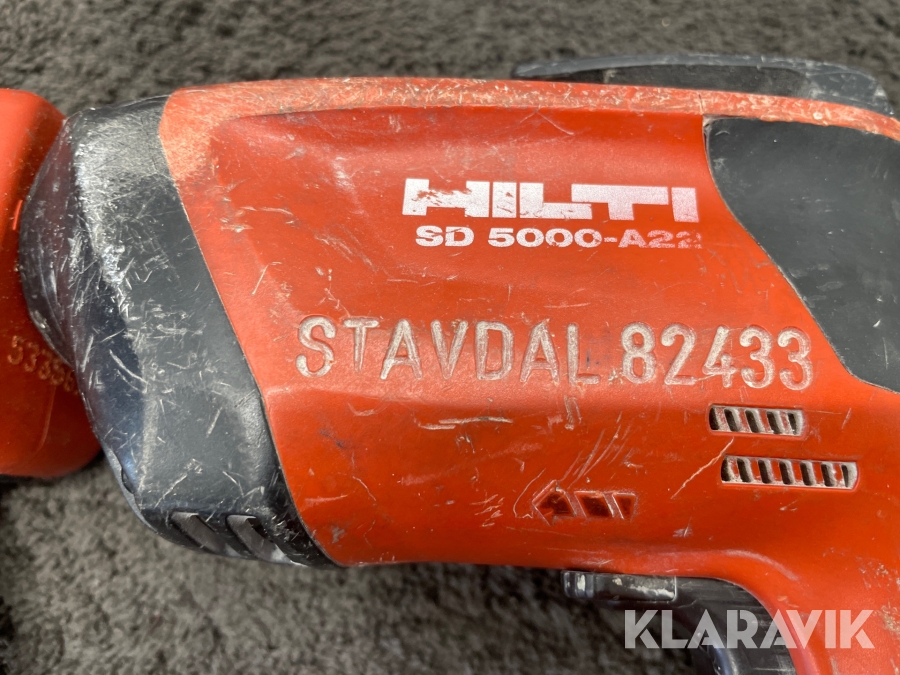 HILTI
SD 5000-A22
STAVDAL 82433
KLARAVIK